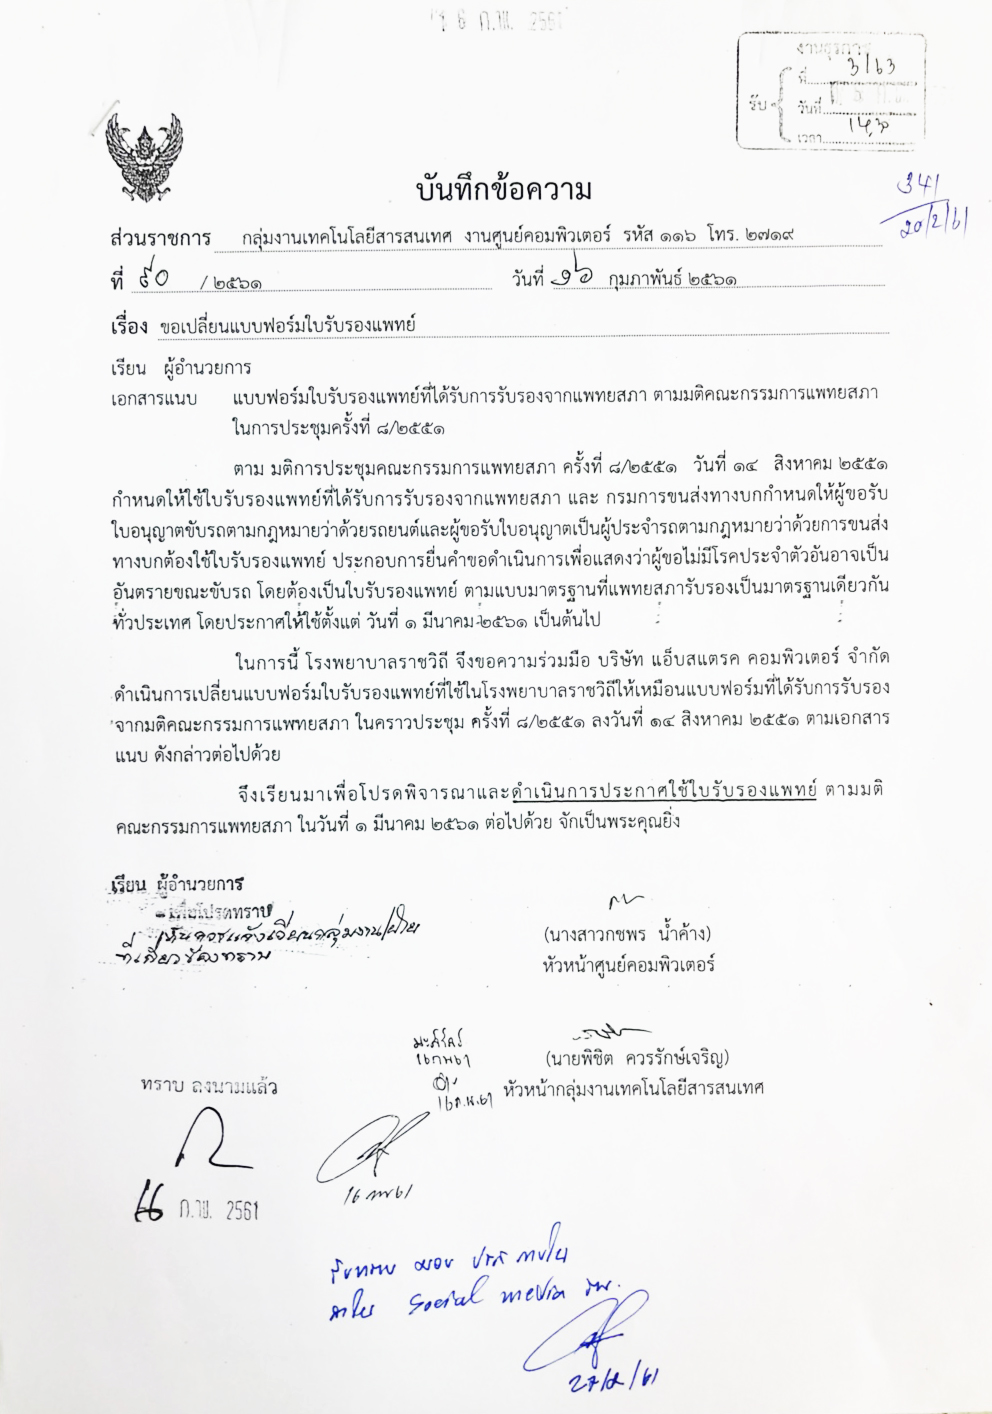 1 6 ก.พ. 2561
งานธุรการ
รับ
ที่ 3/63
วันที่
เวลา 14.30
341
20/2/61
บันทึกข้อความ
ส่วนราชการ กลุ่มงานเทคโนโลยีสารสนเทศ งานศูนย์คอมพิวเตอร์ รหัส ๑๑๖ โทร. ๒๗๑๙
ที่ ๙๐ / ๒๕๖๑ วันที่ ๑๖ กุมภาพันธ์ ๒๕๖๑
เรื่อง ขอเปลี่ยนแบบฟอร์มใบรับรองแพทย์
เรียน ผู้อำนวยการ
เอกสารแนบ แบบฟอร์มใบรับรองแพทย์ที่ได้รับการรับรองจากแพทยสภา ตามมติคณะกรรมการแพทยสภา
ในการประชุมครั้งที่ ๘/๒๕๕๑
ตาม มติการประชุมคณะกรรมการแพทยสภา ครั้งที่ ๘/๒๕๕๑ วันที่ ๑๔ สิงหาคม ๒๕๕๑
กำหนดให้ใช้ใบรับรองแพทย์ที่ได้รับการรับรองจากแพทยสภา และ กรมการขนส่งทางบกกำหนดให้ผู้ขอรับ
ใบอนุญาตขับรถตามกฎหมายว่าด้วยรถยนต์และผู้ขอรับใบอนุญาตเป็นผู้ประจำรถตามกฎหมายว่าด้วยการขนส่ง
ทางบกต้องใช้ใบรับรองแพทย์ ประกอบการยื่นคำขอดำเนินการเพื่อแสดงว่าผู้ขอไม่มีโรคประจำตัวอันอาจเป็น
อันตรายขณะขับรถ โดยต้องเป็นใบรับรองแพทย์ ตามแบบมาตรฐานที่แพทยสภารับรองเป็นมาตรฐานเดียวกัน
ทั่วประเทศ โดยประกาศให้ใช้ตั้งแต่ วันที่ ๑ มีนาคม ๒๕๖๑ เป็นต้นไป
ในการนี้ โรงพยาบาลราชวิถี จึงขอความร่วมมือ บริษัท แอ็บสแตรค คอมพิวเตอร์ จำกัด
ดำเนินการเปลี่ยนแบบฟอร์มใบรับรองแพทย์ที่ใช้ในโรงพยาบาลราชวิถีให้เหมือนแบบฟอร์มที่ได้รับการรับรอง
จากมติคณะกรรมการแพทยสภา ในคราวประชุม ครั้งที่ ๘/๒๕๕๑ ลงวันที่ ๑๔ สิงหาคม ๒๕๕๑ ตามเอกสาร
แนบ ดังกล่าวต่อไปด้วย
จึงเรียนมาเพื่อโปรดพิจารณาและดำเนินการประกาศใช้ใบรับรองแพทย์ ตามมติ
คณะกรรมการแพทยสภา ในวันที่ ๑ มีนาคม ๒๕๖๑ ต่อไปด้วย จักเป็นพระคุณยิ่ง
เรียน ผู้อำนวยการ
- เพื่อโปรดทราบ
เห็นควรแจ้งเวียนกลุ่มงาน/ฝ่าย
ที่เกี่ยวข้องทราบ
(นางสาวกชพร น้ำค้าง)
หัวหน้าศูนย์คอมพิวเตอร์
16 กพ 61
(นายพิชิต ควรรักษ์เจริญ)
หัวหน้ากลุ่มงานเทคโนโลยีสารสนเทศ
16 ก.พ.61
ทราบ ลงนามแล้ว
16 ก.พ. 2561
16 กพ 61
รับทราบ มอบ
Social media รพ.
27/2/61